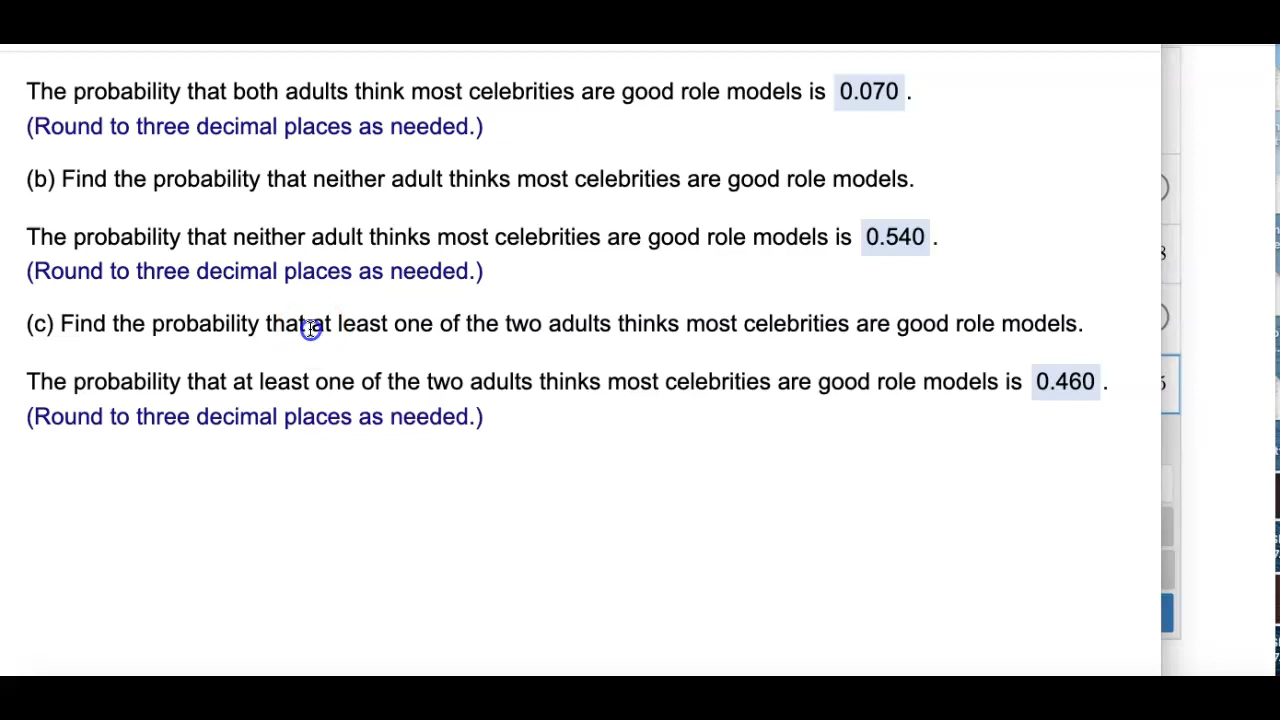 The probability that both adults think most celebrities are good role models is 0.070 .
(Round to three decimal places as needed.)
(b) Find the probability that neither adult thinks most celebrities are good role models.
The probability that neither adult thinks most celebrities are good role models is 0.540 .
(Round to three decimal places as needed.)
(c) Find the probability that at least one of the two adults thinks most celebrities are good role models.
The probability that at least one of the two adults thinks most celebrities are good role models is 0.460 .
(Round to three decimal places as needed.)